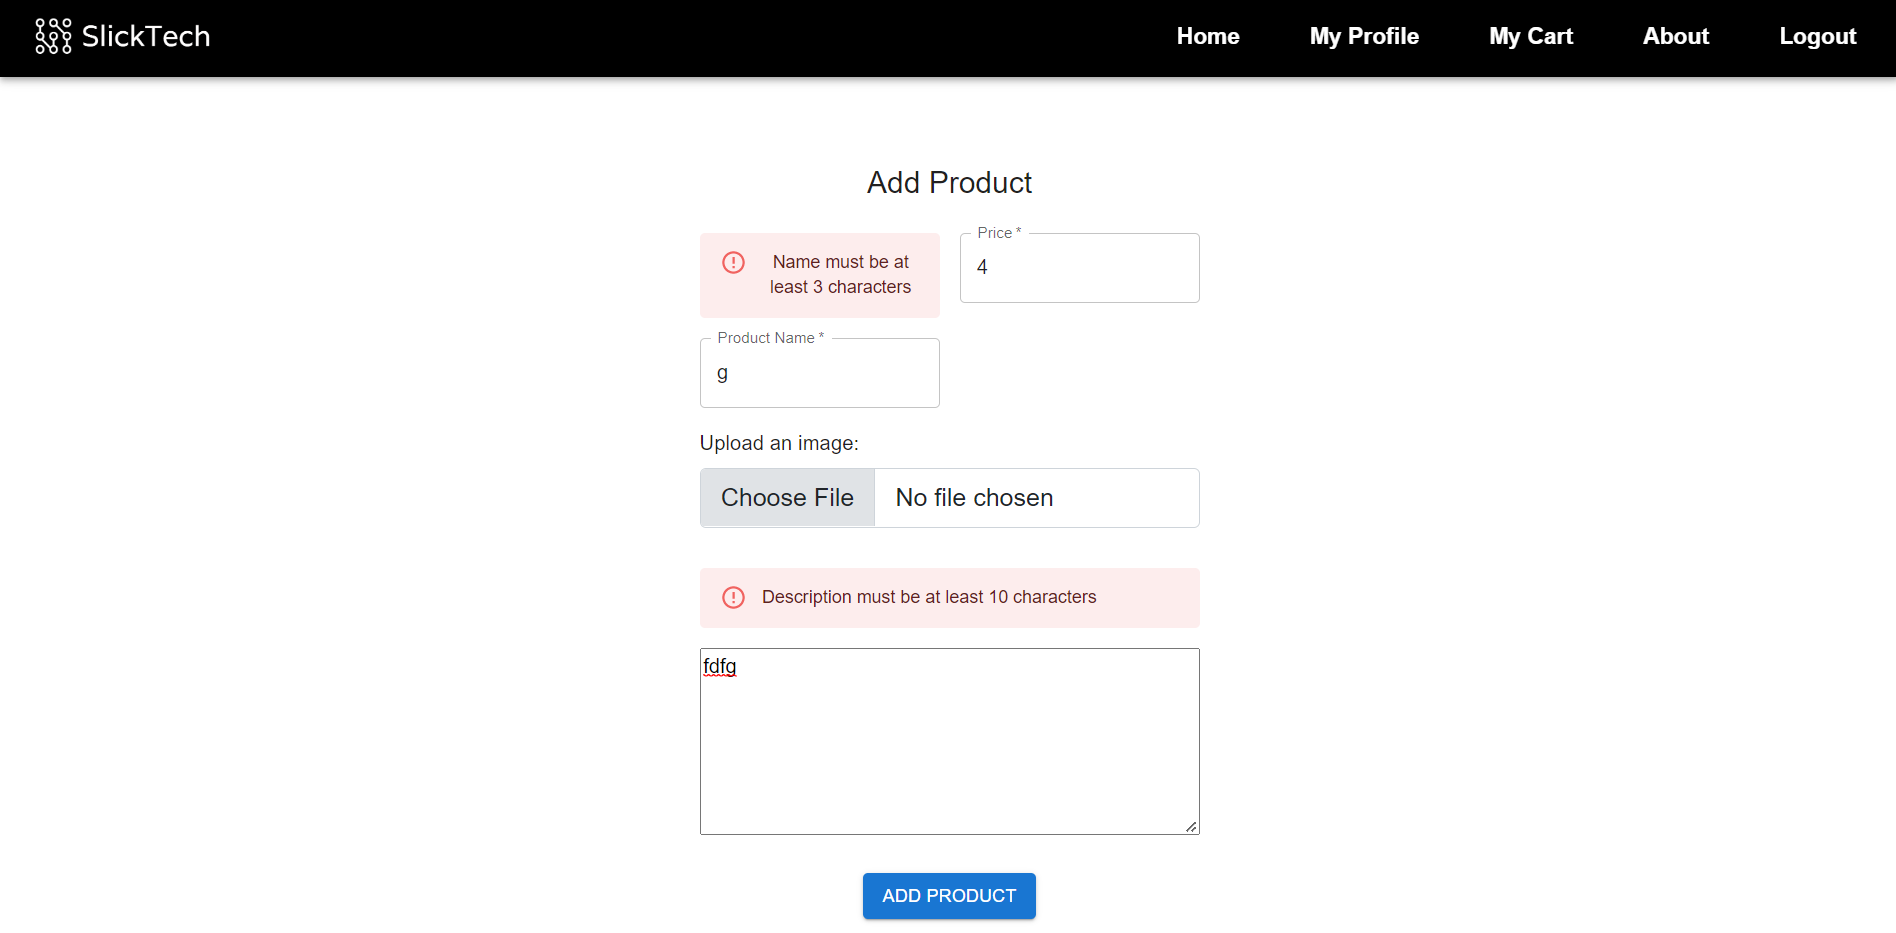 SlickTech
Home
My Profile
My Cart
About
Logout
Add Product
Name must be at
least 3 characters
Price *
4
Product Name *
g
Upload an image:
Choose File
No file chosen
Description must be at least 10 characters
fdfg
ADD PRODUCT